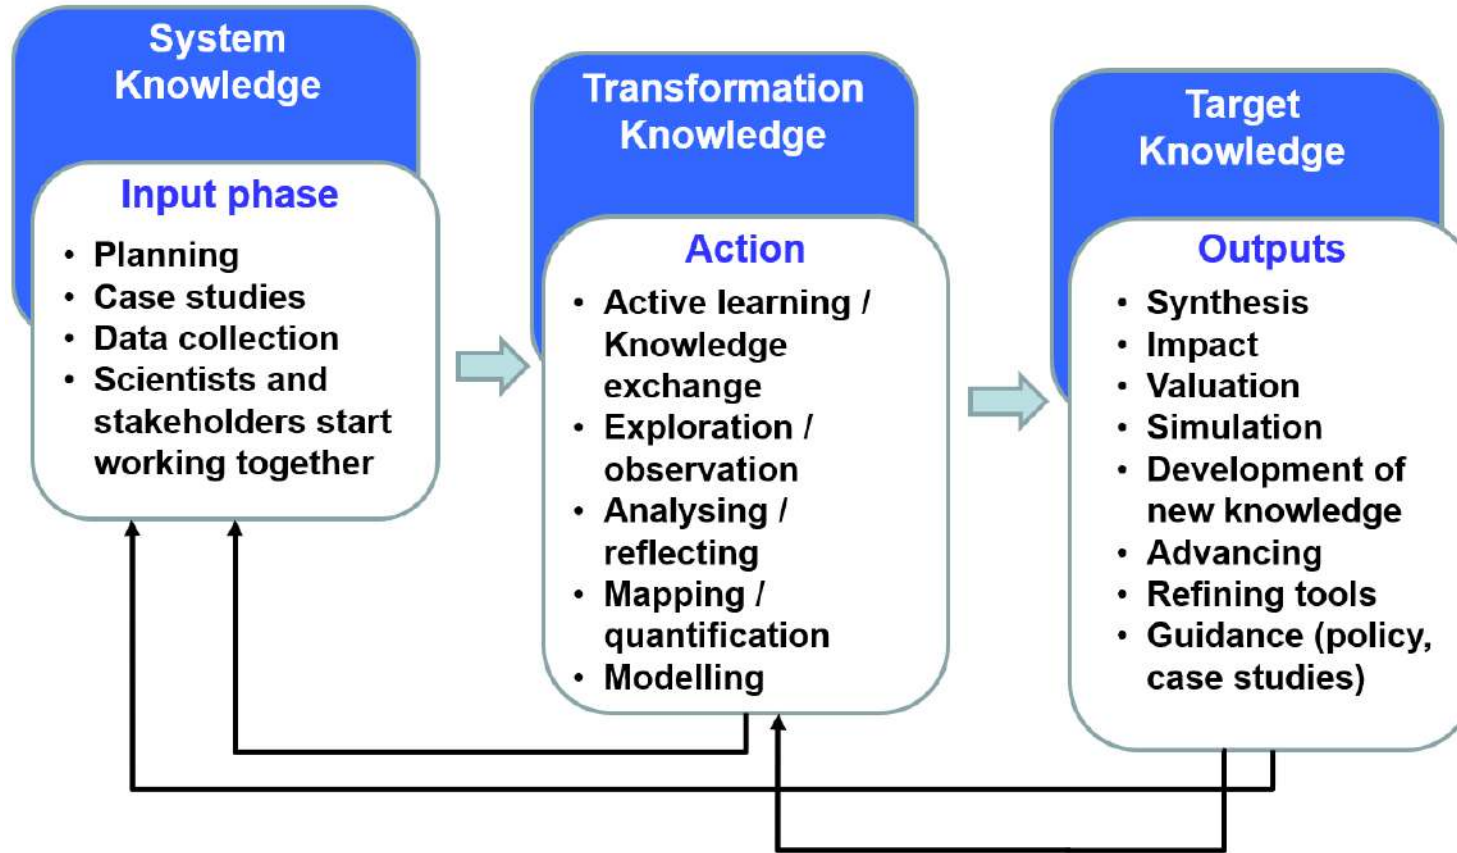 System
Knowledge
Input phase
• Planning
• Case studies
• Data collection
• Scientists and
stakeholders start
working together
Transformation
Knowledge
Action
• Active learning /
Knowledge
exchange
• Exploration /
observation
• Analysing /
reflecting
• Mapping /
quantification
• Modelling
Target
Knowledge
Outputs
• Synthesis
• Impact
• Valuation
• Simulation
• Development of
new knowledge
• Advancing
• Refining tools
• Guidance (policy,
case studies)